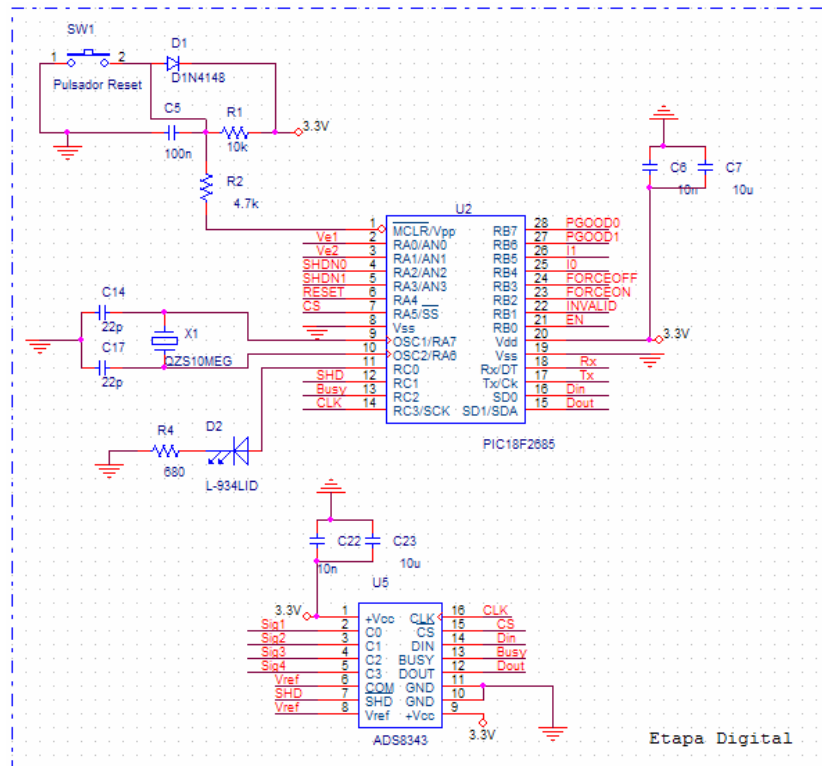 SW1
1
2
D1
D1N4148
Pulsador Reset
C5
100n
R1
10k
3.3V
R2
4.7k
C6
10n
C7
10u
U2
1 MCLR/Vpp RB7 28 PGOOD0
Ve1 2 RA0/AN0 RB6 27 PGOOD1
Ve2 3 RA1/AN1 RB5 26 I1
SHDN0 4 RA2/AN2 RB4 25 I0
SHDN1 5 RA3/AN3 RB3 24 FORCEOFF
RESET 6 RA4 RB2 23 FORCEON
CS 7 RA5/SS RB1 22 INVALID
8 Vss RB0 21 EN
9 OSC1/RA7 Vdd 20 3.3V
10 OSC2/RA6 Vss 19
11 RC0 Rx/DT 18 Rx
SHD 12 RC1 Tx/Ck 17 Tx
Busy 13 RC2 SD0 16 Din
CLK 14 RC3/SCK SD1/SDA 15 Dout
PIC18F2685
C14
22p
X1
QZS10MEG
C17
22p
R4
680
D2
L-934LID
C22
10n
C23
10u
U5
3.3V 1 +Vcc CLK 16 CLK
Sig1 2 C0 CS 15 CS
Sig2 3 C1 DIN 14 Din
Sig3 4 C2 BUSY 13 Busy
Sig4 5 C3 DOUT 12 Dout
Vref 6 COM GND 11
SHD 7 SHD GND 10
Vref 8 Vref +Vcc 9
3.3V
ADS8343
Etapa Digital